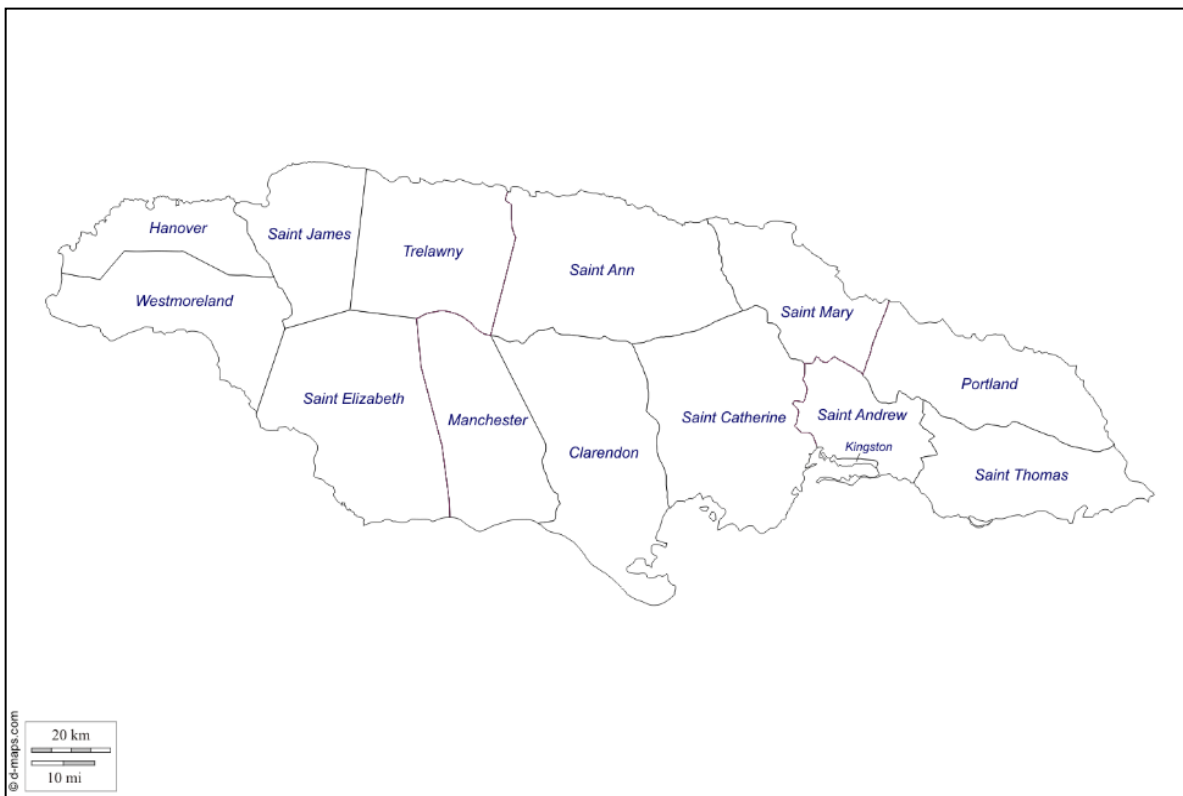 Hanover
Saint James
Trelawny
Saint Ann
Westmoreland
Saint Mary
Portland
Saint Elizabeth
Manchester
Saint Catherine
Saint Andrew
Clarendon
Kingston
Saint Thomas
© d-maps.com
20 km
10 mi